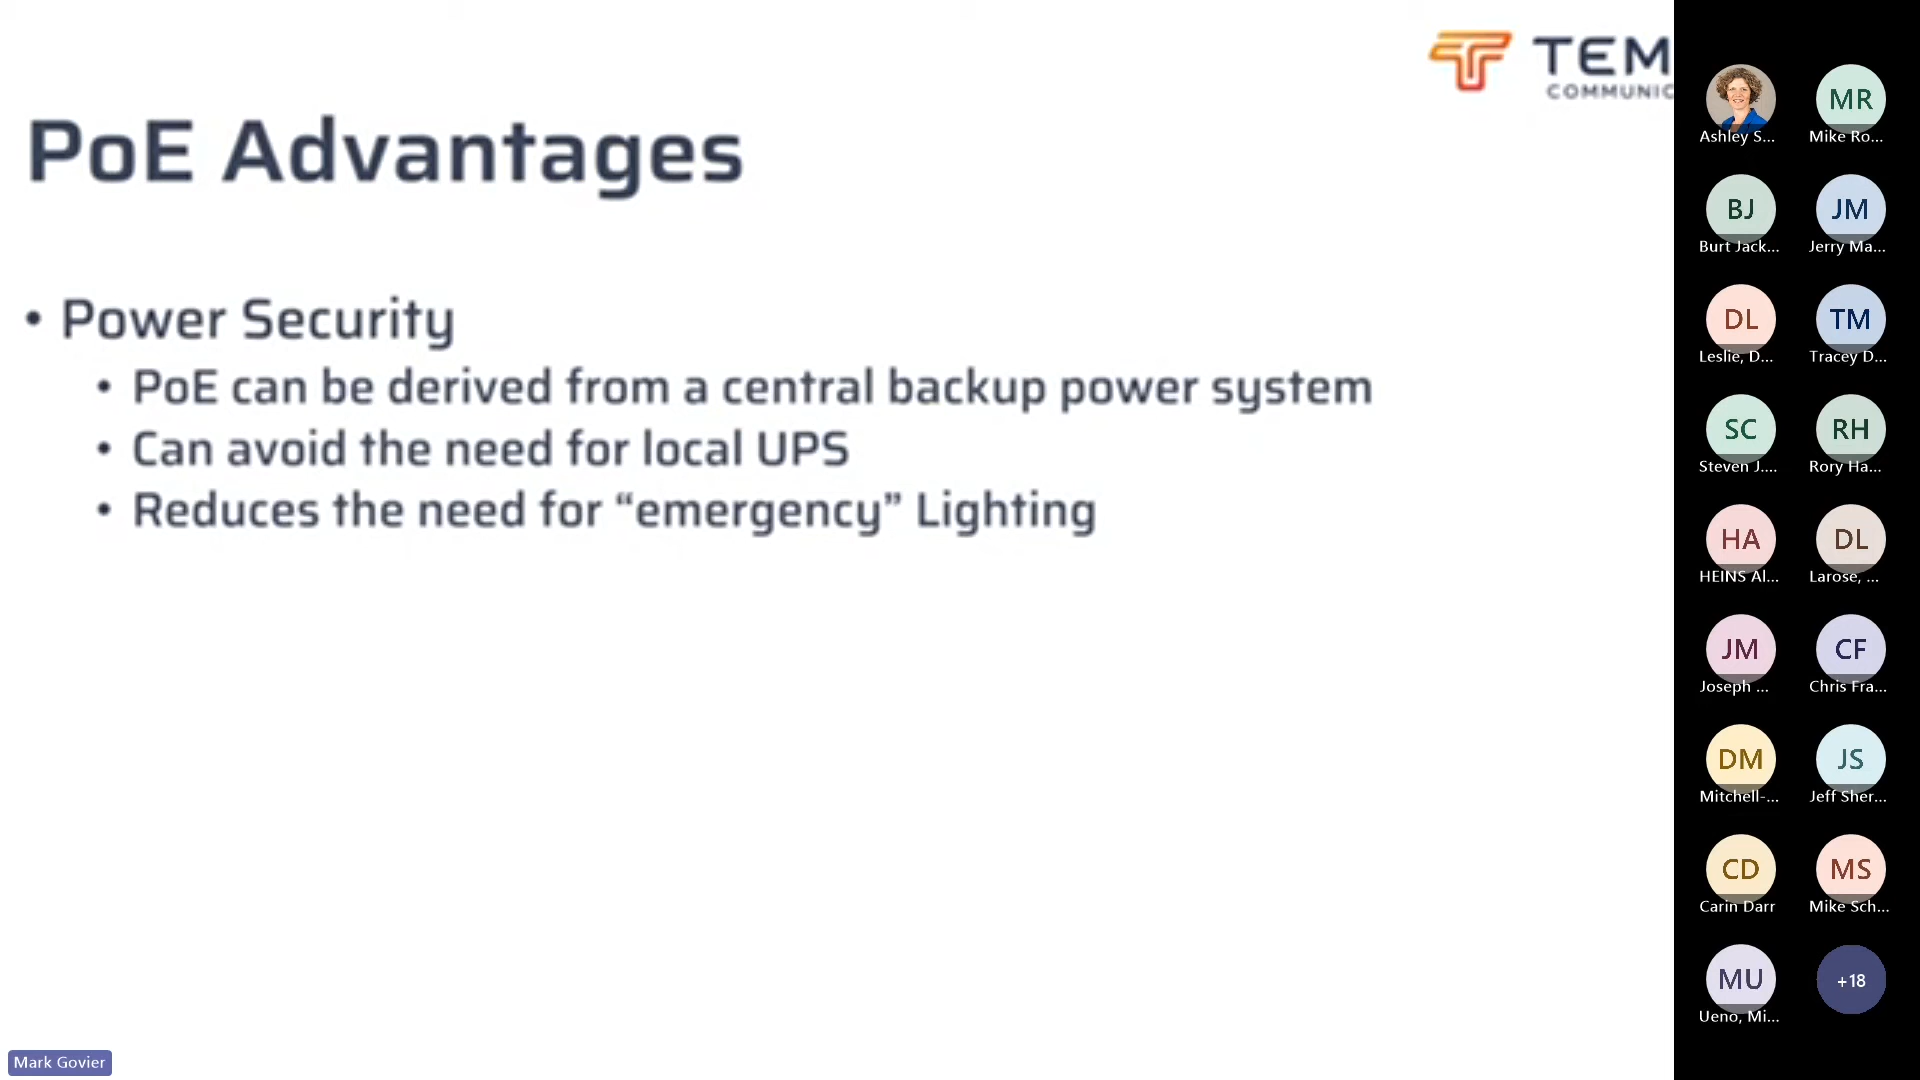 TEM
COMMUNIC
PoE Advantages
• Power Security
• PoE can be derived from a central backup power system
• Can avoid the need for local UPS
• Reduces the need for “emergency” Lighting
Mark Govier
Ashley S...
MR
Mike Ro...
BJ
Burt Jack...
JM
Jerry Ma...
DL
Leslie, D...
TM
Tracey D...
SC
Steven J....
RH
Rory Ha...
HA
HEINS Al...
DL
Larose, ...
JM
Joseph ...
CF
Chris Fra...
DM
Mitchell-...
JS
Jeff Sher...
CD
Carin Darr
MS
Mike Sch...
MU
Ueno, Mi...
+18